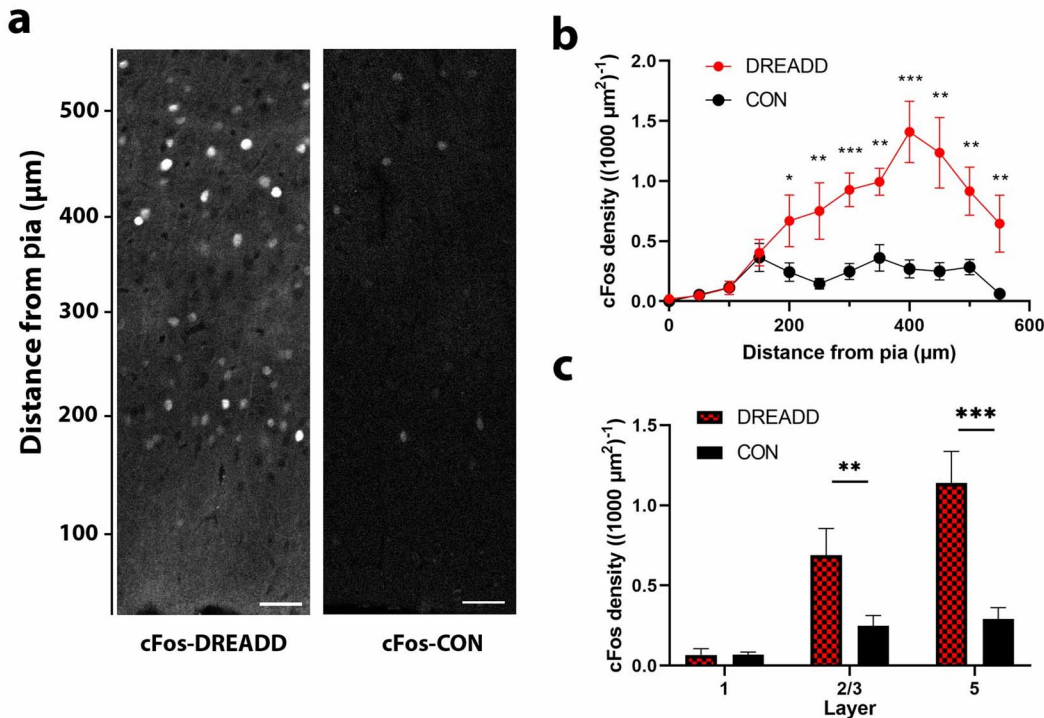 a
Distance from pia (µm)
500
400
300
200
100
cFos-DREADD
cFos-CON
b
DREADD
CON
cFos density ((1000 µm²)-1)
2.0
1.5
1.0
0.5
0.0
* ** *** ** *** ** ** **
0 200 400 600
Distance from pia (µm)
c
DREADD
CON
cFos density ((1000 µm²)-1)
1.5
1.0
0.5
0.0
**
***
1 2/3 5
Layer